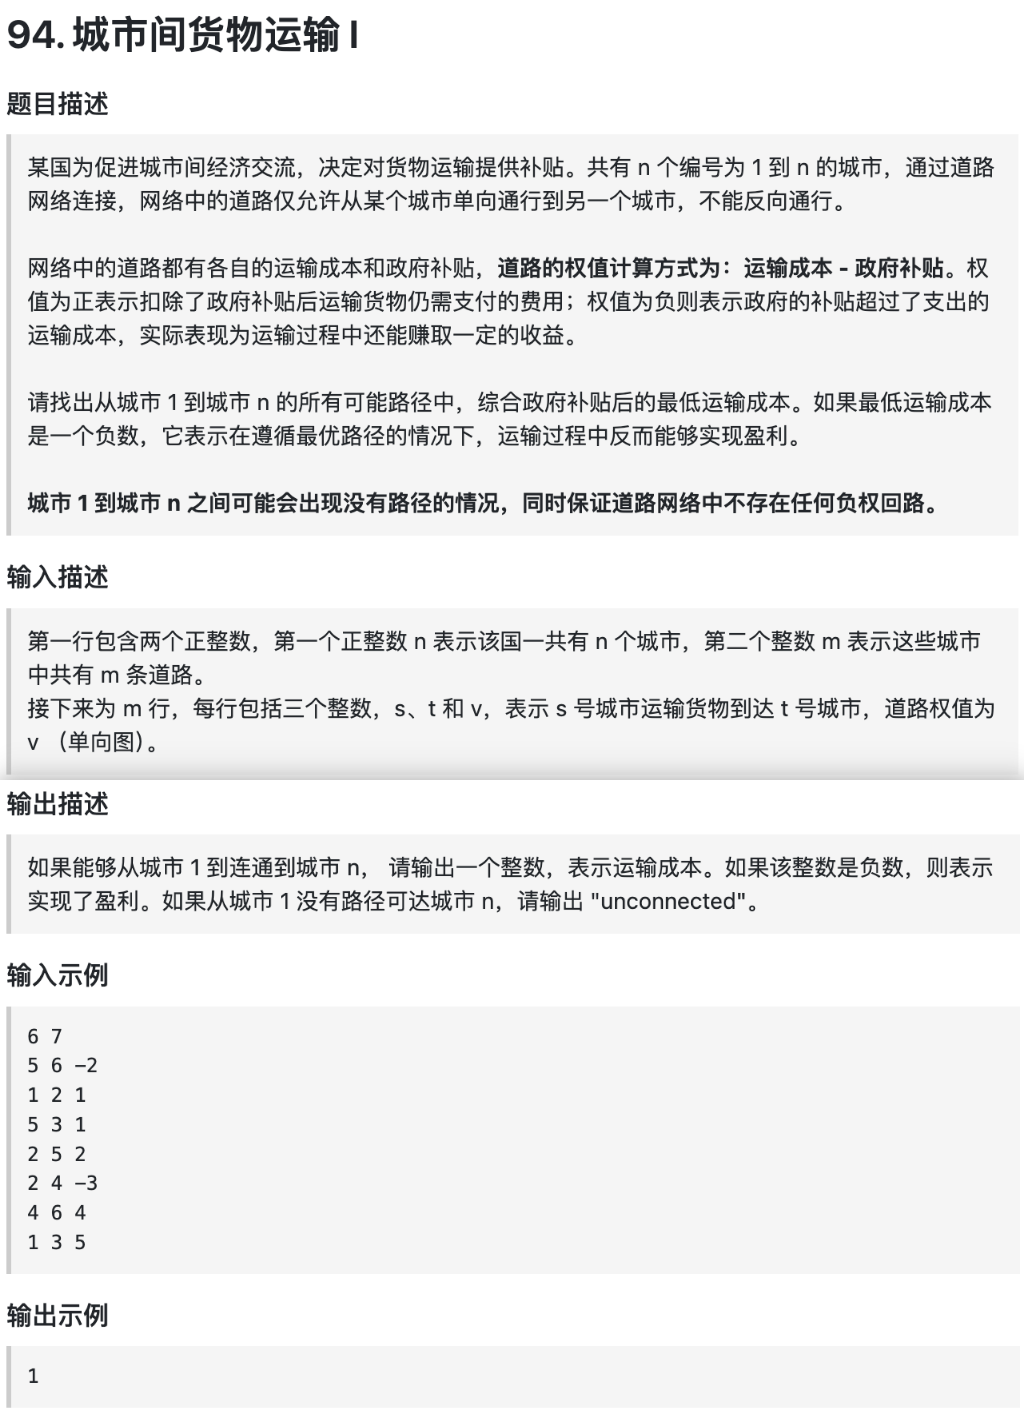 94. 城市间货物运输 I
题目描述
某国为促进城市间经济交流，决定对货物运输提供补贴。共有 n 个编号为 1 到 n 的城市，通过道路
网络连接，网络中的道路仅允许从某个城市单向通行到另一个城市，不能反向通行。
网络中的道路都有各自的运输成本和政府补贴，道路的权值计算方式为：运输成本 - 政府补贴。权
值为正表示扣除了政府补贴后运输货物仍需支付的费用；权值为负则表示政府的补贴超过了支出的
运输成本，实际表现为运输过程中还能赚取一定的收益。
请找出从城市 1 到城市 n 的所有可能路径中，综合政府补贴后的最低运输成本。如果最低运输成本
是一个负数，它表示在遵循最优路径的情况下，运输过程中反而能够实现盈利。
城市 1 到城市 n 之间可能会出现没有路径的情况，同时保证道路网络中不存在任何负权回路。
输入描述
第一行包含两个正整数，第一个正整数 n 表示该国一共有 n 个城市，第二个整数 m 表示这些城市
中共有 m 条道路。
接下来为 m 行，每行包括三个整数，s、t 和 v，表示 s 号城市运输货物到达 t 号城市，道路权值为
v （单向图）。
输出描述
如果能够从城市 1 到连通到城市 n， 请输出一个整数，表示运输成本。如果该整数是负数，则表示
实现了盈利。如果从城市 1 没有路径可达城市 n，请输出 "unconnected"。
输入示例
6 7
5 6 -2
1 2 1
5 3 1
2 5 2
2 4 -3
4 6 4
1 3 5
输出示例
1